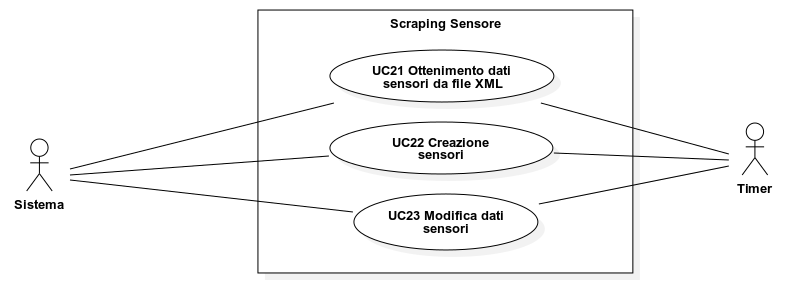 Scraping Sensore
UC21 Ottenimento dati
sensori da file XML
UC22 Creazione
sensori
UC23 Modifica dati
sensori
Sistema
Timer